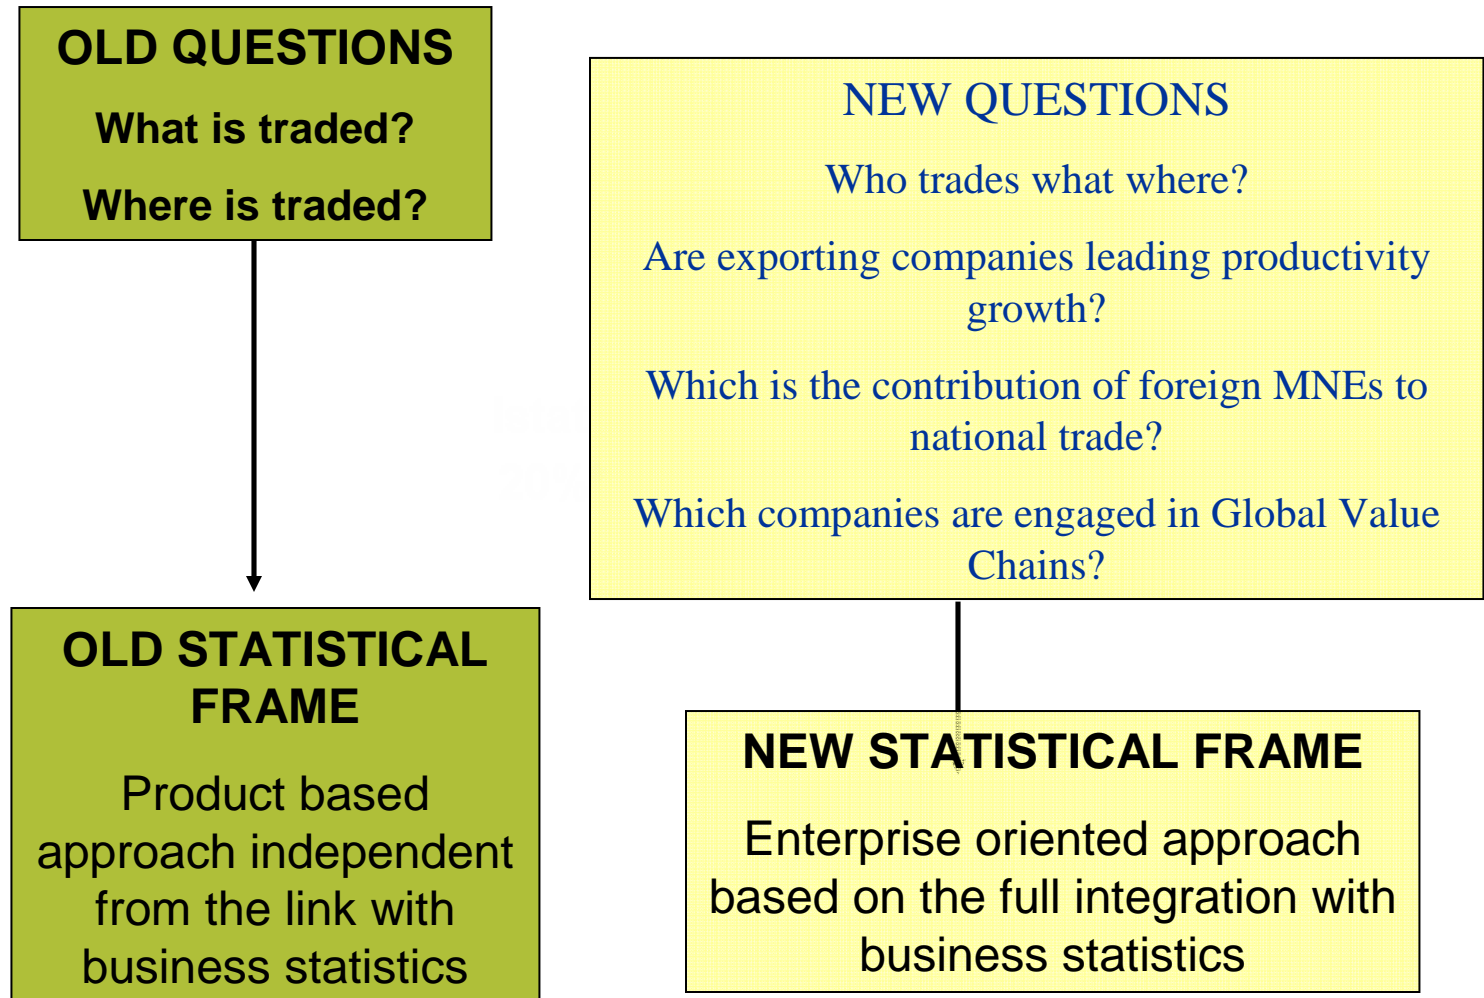 OLD QUESTIONS
What is traded?
Where is traded?
NEW QUESTIONS
Who trades what where?
Are exporting companies leading productivity
growth?
Which is the contribution of foreign MNEs to
national trade?
Which companies are engaged in Global Value
Chains?
OLD STATISTICAL
FRAME
Product based
approach independent
from the link with
business statistics
NEW STATISTICAL FRAME
Enterprise oriented approach
based on the full integration with
business statistics